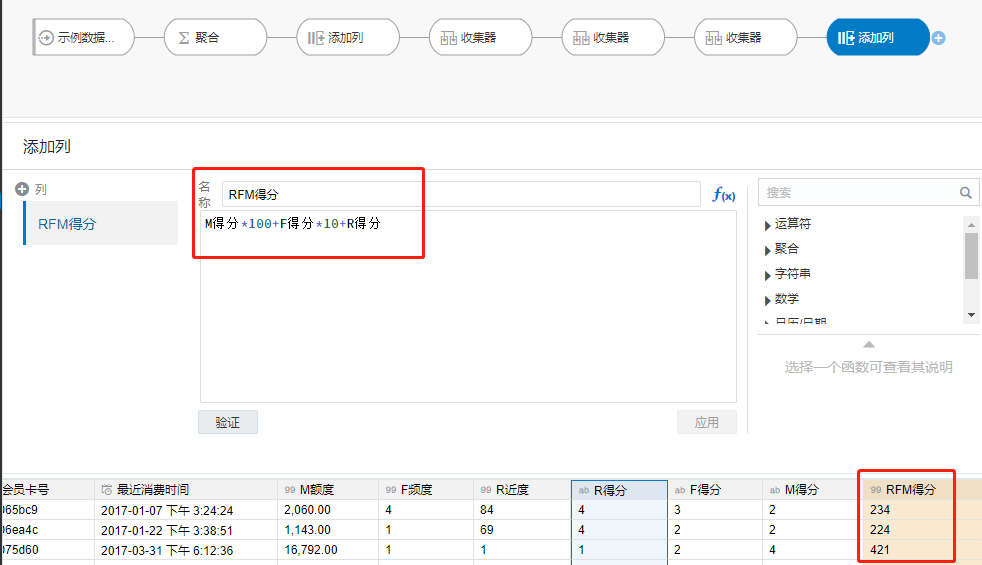 示例数据... 聚合 添加列 收集器 收集器 收集器 添加列
添加列
列
RFM得分
名称 RFM得分 f(x)
M得分*100+F得分*10+R得分
验证 应用
搜索
运算符
聚合
字符串
数学
日历/日期
选择一个函数可查看其说明
会员卡号 最近消费时间 99 M额度 99 F频度 99 R近度 ab R得分 ab F得分 ab M得分 99 RFM得分
065bc9 2017-01-07 下午 3:24:24 2,060.00 4 84 4 3 2 234
06ea4c 2017-01-22 下午 3:38:51 1,143.00 1 69 4 2 2 224
075d60 2017-03-31 下午 6:12:36 16,792.00 1 1 1 2 4 421